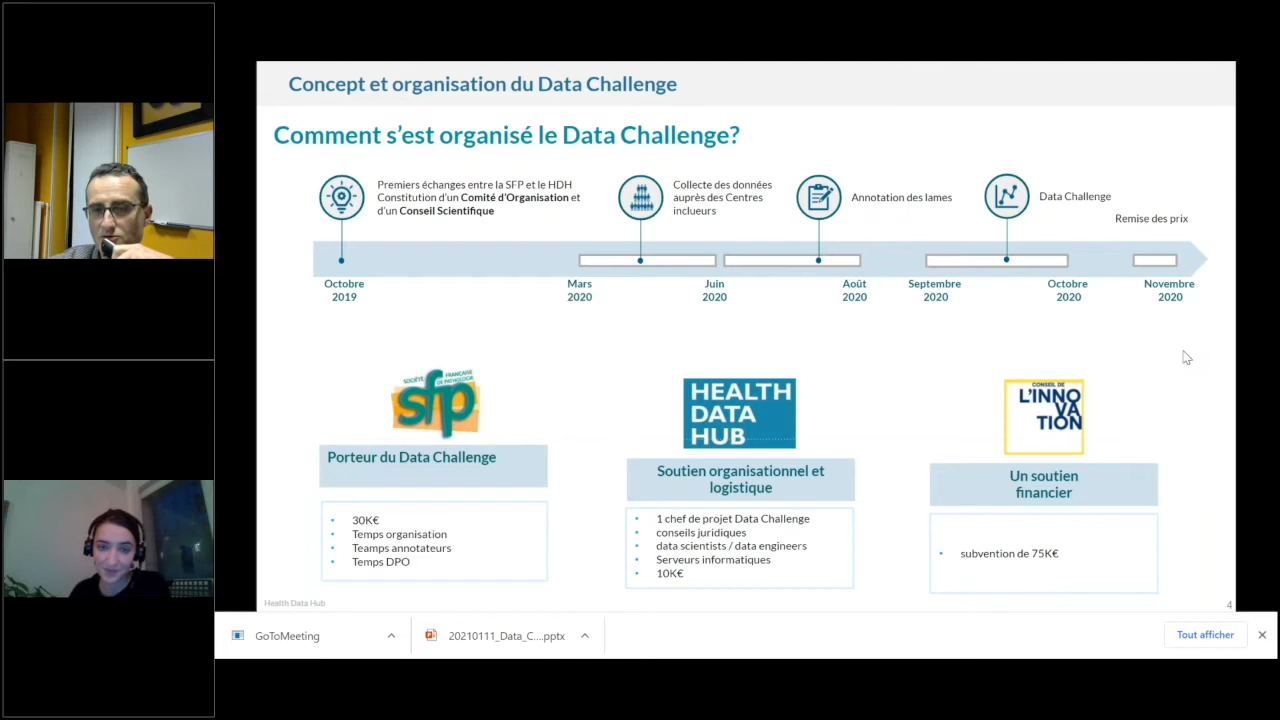 Concept et organisation du Data Challenge
Comment s'est organisé le Data Challenge?
Premiers échanges entre la SFP et le HDH
Constitution d'un Comité d'Organisation et
d'un Conseil Scientifique
Collecte des données
auprès des Centres
inclueurs
Annotation des lames
Data Challenge
Remise des prix
Octobre
2019
Mars
2020
Juin
2020
Août
2020
Septembre
2020
Octobre
2020
Novembre
2020
SOCIÉTÉ FRANÇAISE
DE PATHOLOGIE
sfp
Porteur du Data Challenge
• 30K€
• Temps organisation
• Teamps annotateurs
• Temps DPO
HEALTH
DATA
HUB
Soutien organisationnel et
logistique
• 1 chef de projet Data Challenge
• conseils juridiques
• data scientists / data engineers
• Serveurs informatiques
• 10K€
CONSEIL DE
L'INNO
VA
TION
Un soutien
financier
• subvention de 75K€
Health Data Hub
4
GoToMeeting
20210111_Data_C....pptx
Tout afficher